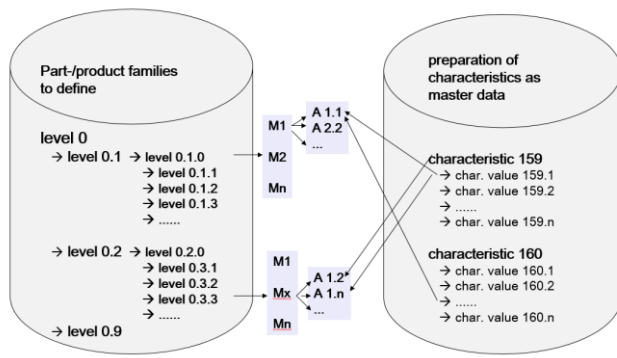 Part-/product families
to define
level 0
→ level 0.1 → level 0.1.0
→ level 0.1.1
→ level 0.1.2
→ level 0.1.3
→ ......
→ level 0.2 → level 0.2.0
→ level 0.3.1
→ level 0.3.2
→ level 0.3.3
→ ......
→ level 0.9
M1
M2
Mn
A 1.1
A 2.2
...
M1
Mx
Mn
A 1.2
A 1.n
...
preparation of
characteristics as
master data
characteristic 159
→ char. value 159.1
→ char. value 159.2
→ ......
→ char. value 159.n
characteristic 160
→ char. value 160.1
→ char. value 160.2
→ ......
→ char. value 160.n